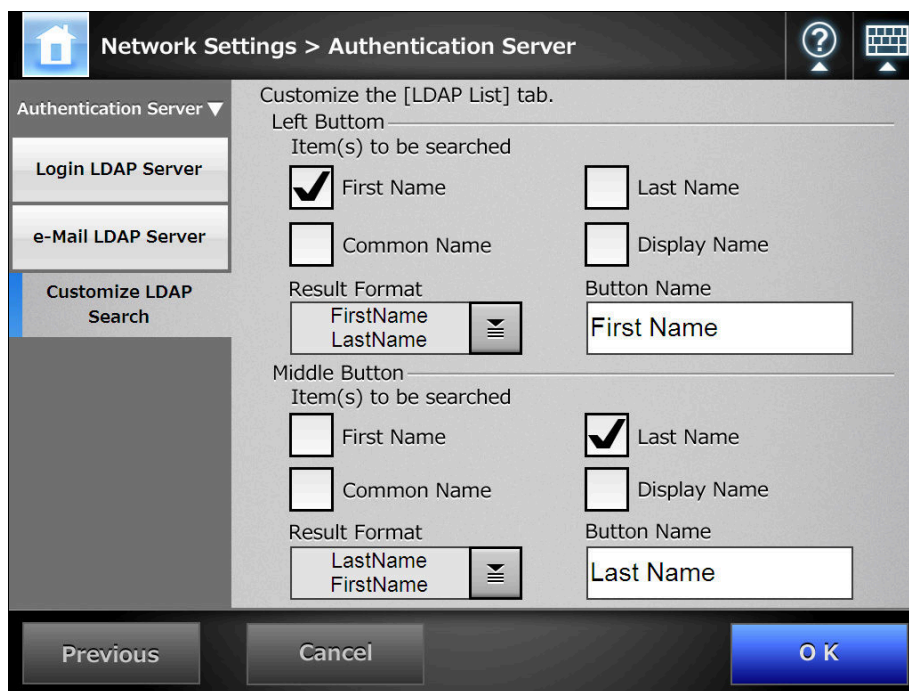 Network Settings > Authentication Server
?
Authentication Server ▼
Login LDAP Server
e-Mail LDAP Server
Customize LDAP
Search
Customize the [LDAP List] tab.
Left Buttom
Item(s) to be searched
First Name
Last Name
Common Name
Display Name
Result Format
Button Name
FirstName
LastName
First Name
Middle Button
Item(s) to be searched
First Name
Last Name
Common Name
Display Name
Result Format
Button Name
LastName
FirstName
Last Name
Previous
Cancel
OK